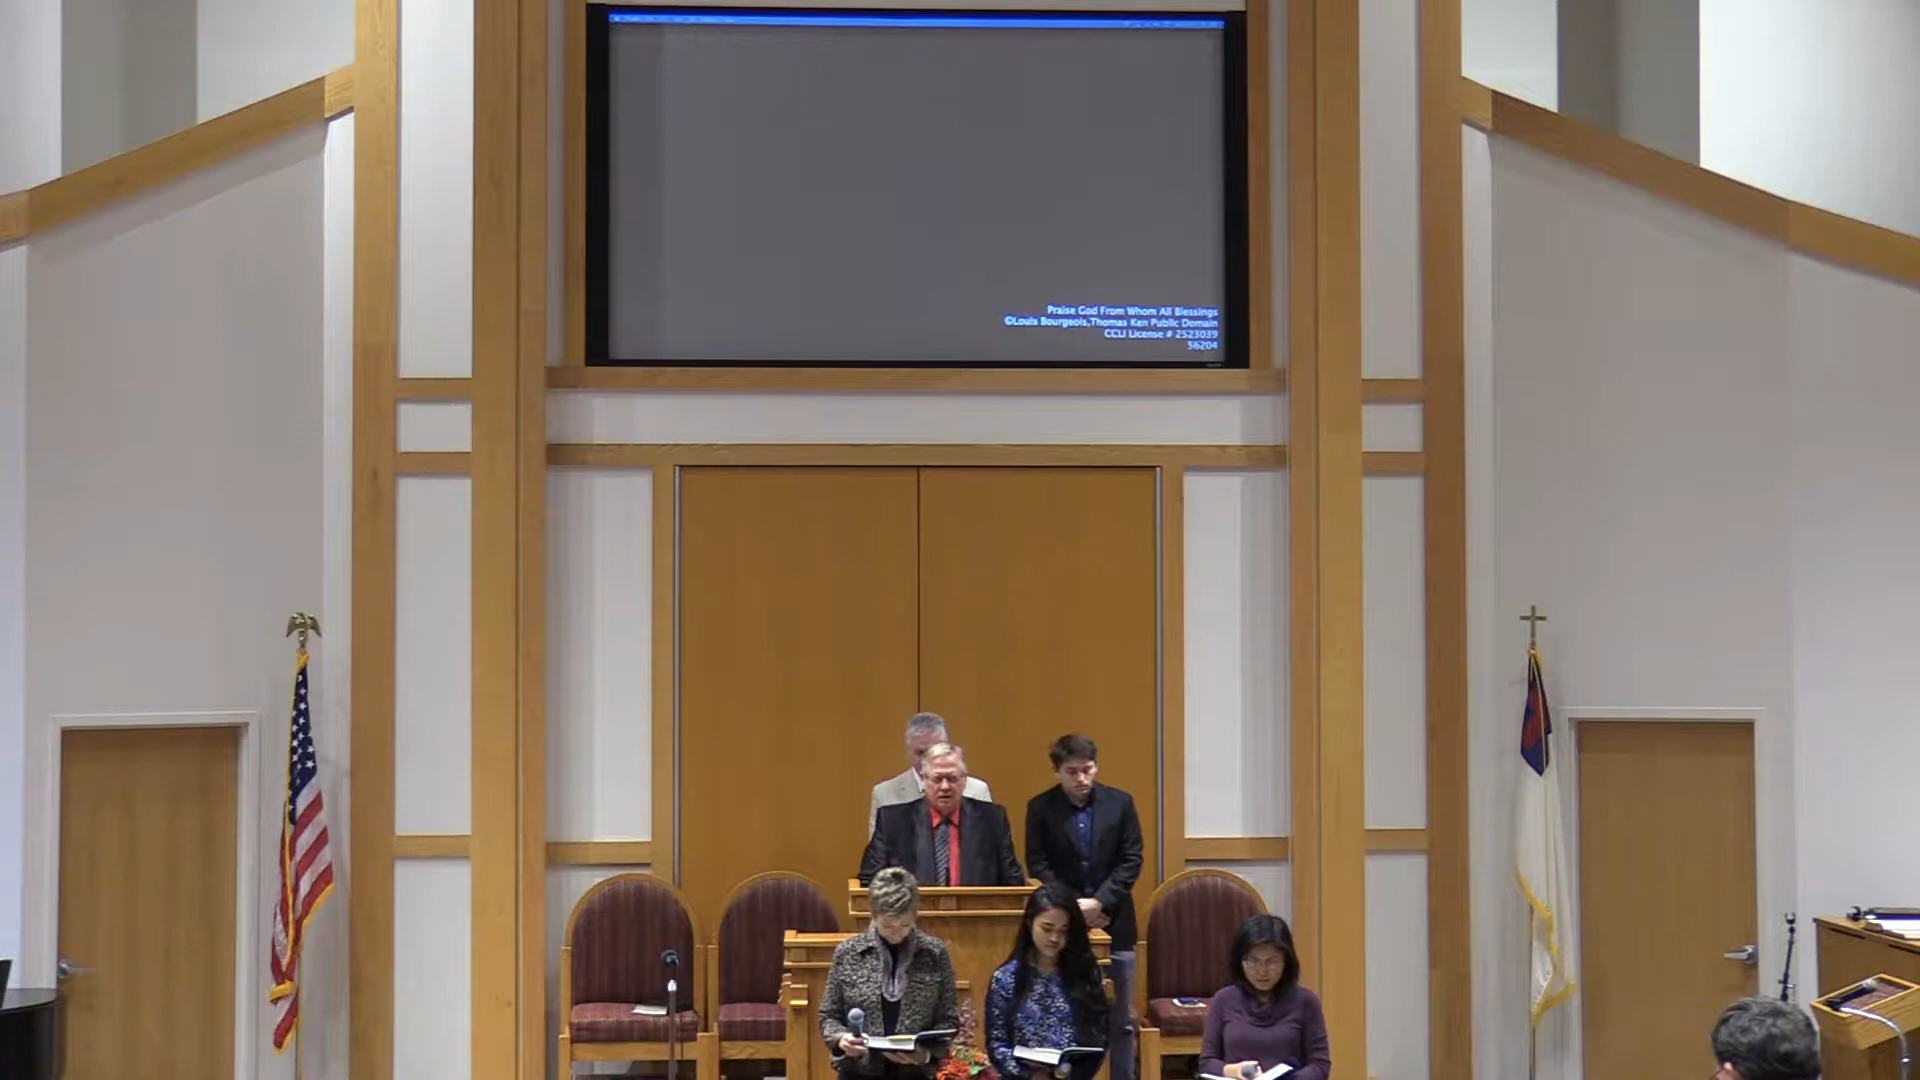 Praise God From Whom All Blessings
©Louis Bourgeois,Thomas Ken Public Domain
CCLI License # 2523039
56204